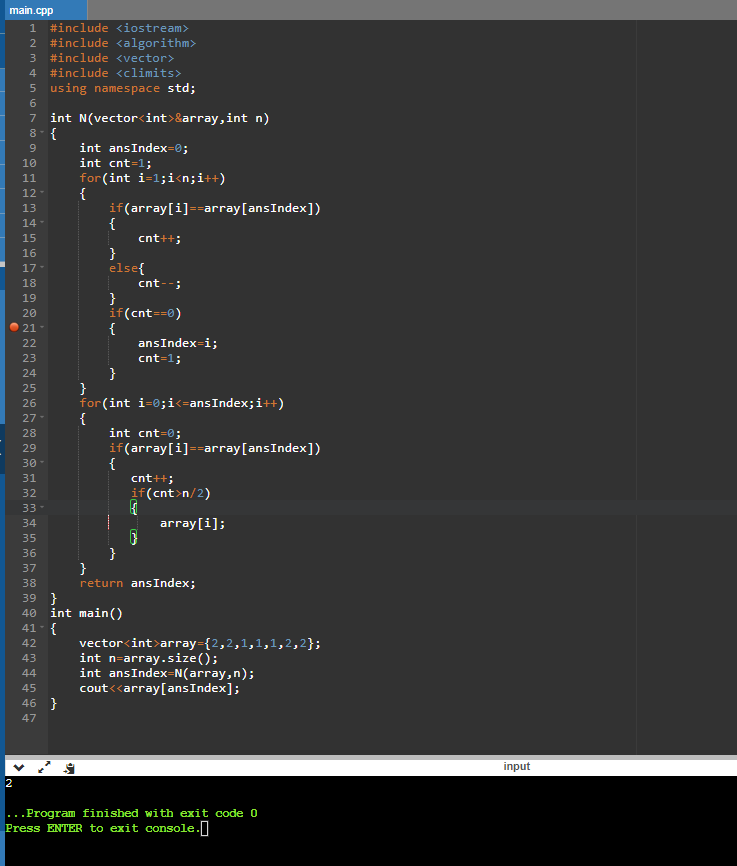 main.cpp
1 #include <iostream>
2 #include <algorithm>
3 #include <vector>
4 #include <climits>
5 using namespace std;
6
7 int N(vector<int>&array,int n)
8 {
9     int ansIndex=0;
10     int cnt=1;
11     for(int i=1;i<n;i++)
12     {
13         if(array[i]==array[ansIndex])
14         {
15             cnt++;
16         }
17         else{
18             cnt--;
19         }
20         if(cnt==0)
21         {
22             ansIndex=i;
23             cnt=1;
24         }
25     }
26     for(int i=0;i<=ansIndex;i++)
27     {
28         int cnt=0;
29         if(array[i]==array[ansIndex])
30         {
31            cnt++;
32            if(cnt>n/2)
33            {
34                array[i];
35            }
36         }
37     }
38     return ansIndex;
39 }
40 int main()
41 {
42     vector<int>array={2,2,1,1,1,2,2};
43     int n=array.size();
44     int ansIndex=N(array,n);
45     cout<<array[ansIndex];
46 }
47
input
2
...Program finished with exit code 0
Press ENTER to exit console.